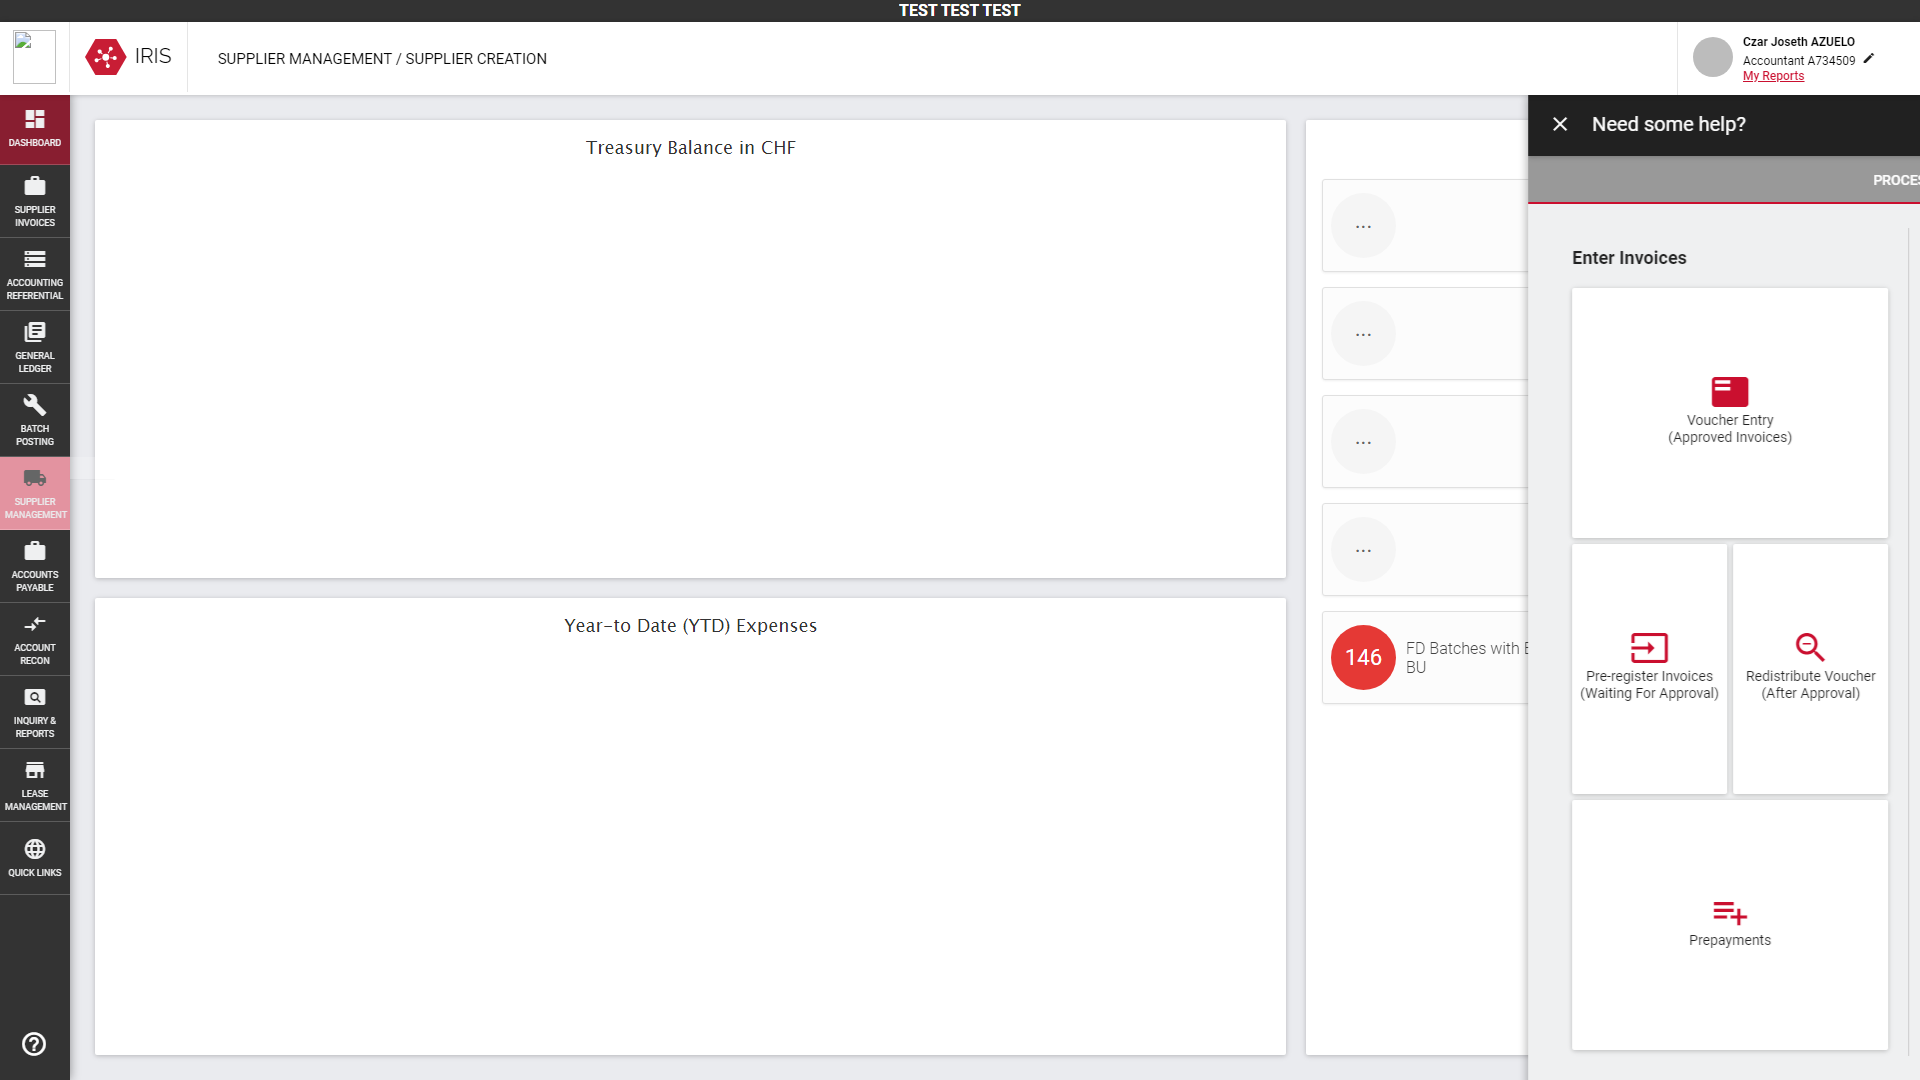 TEST TEST TEST
IRIS
SUPPLIER MANAGEMENT / SUPPLIER CREATION
Czar Joseth AZUELO
Accountant A734509
My Reports
DASHBOARD
SUPPLIER
INVOICES
ACCOUNTING
REFERENTIAL
GENERAL
LEDGER
BATCH
POSTING
SUPPLIER
MANAGEMENT
ACCOUNTS
PAYABLE
ACCOUNT
RECON
INQUIRY &
REPORTS
LEASE
MANAGEMENT
QUICK LINKS
Treasury Balance in CHF
Year-to Date (YTD) Expenses
...
...
...
...
146
FD Batches with
BU
Need some help?
Enter Invoices
Voucher Entry
(Approved Invoices)
Pre-register Invoices
(Waiting For Approval)
Redistribute Voucher
(After Approval)
Prepayments